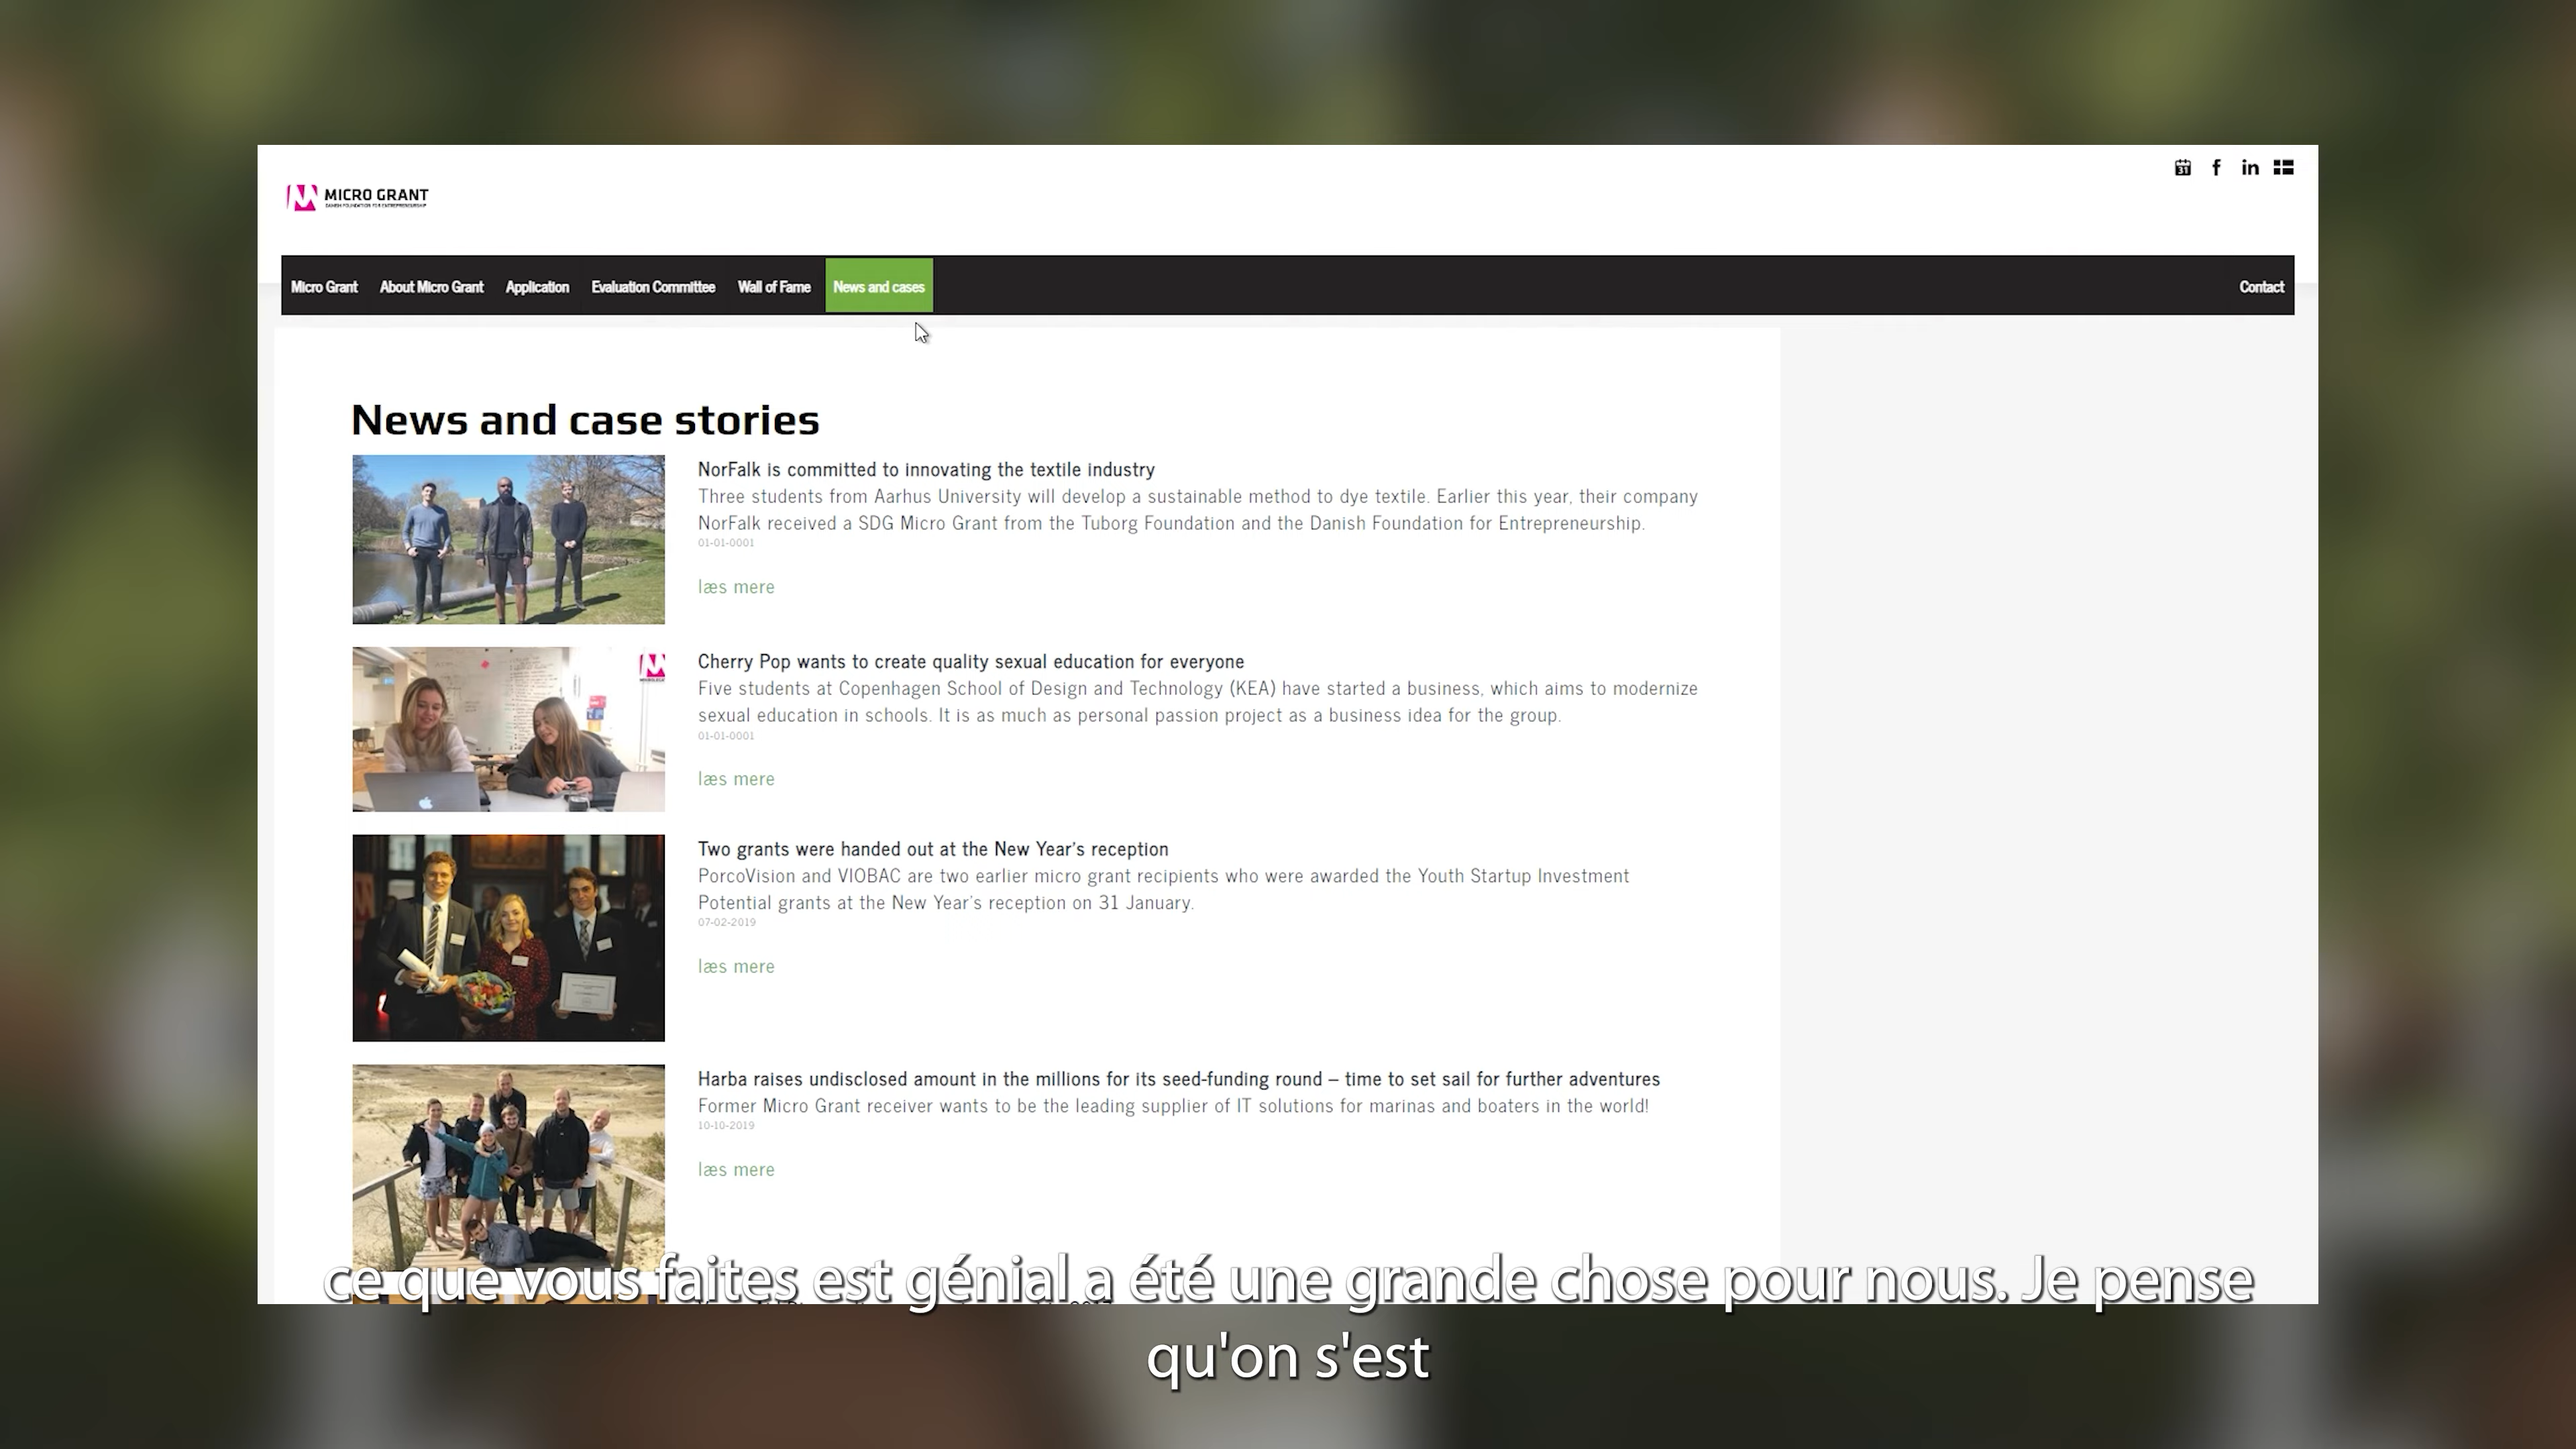 MICRO GRANT
DANISH FOUNDATION FOR ENTREPRENEURSHIP
31
f
in
Micro Grant
About Micro Grant
Application
Evaluation Committee
Wall of Fame
News and cases
Contact
News and case stories
NorFalk is committed to innovating the textile industry
Three students from Aarhus University will develop a sustainable method to dye textile. Earlier this year, their company
NorFalk received a SDG Micro Grant from the Tuborg Foundation and the Danish Foundation for Entrepreneurship.
01-01-0001
læs mere
Cherry Pop wants to create quality sexual education for everyone
Five students at Copenhagen School of Design and Technology (KEA) have started a business, which aims to modernize
sexual education in schools. It is as much as personal passion project as a business idea for the group.
01-01-0001
læs mere
Two grants were handed out at the New Year's reception
PorcoVision and VIOBAC are two earlier micro grant recipients who were awarded the Youth Startup Investment
Potential grants at the New Year's reception on 31 January.
07-02-2019
læs mere
Harba raises undisclosed amount in the millions for its seed-funding round – time to set sail for further adventures
Former Micro Grant receiver wants to be the leading supplier of IT solutions for marinas and boaters in the world!
10-10-2019
læs mere
ce que vous faites est génial a été une grande chose pour nous. Je pense
qu'on s'est